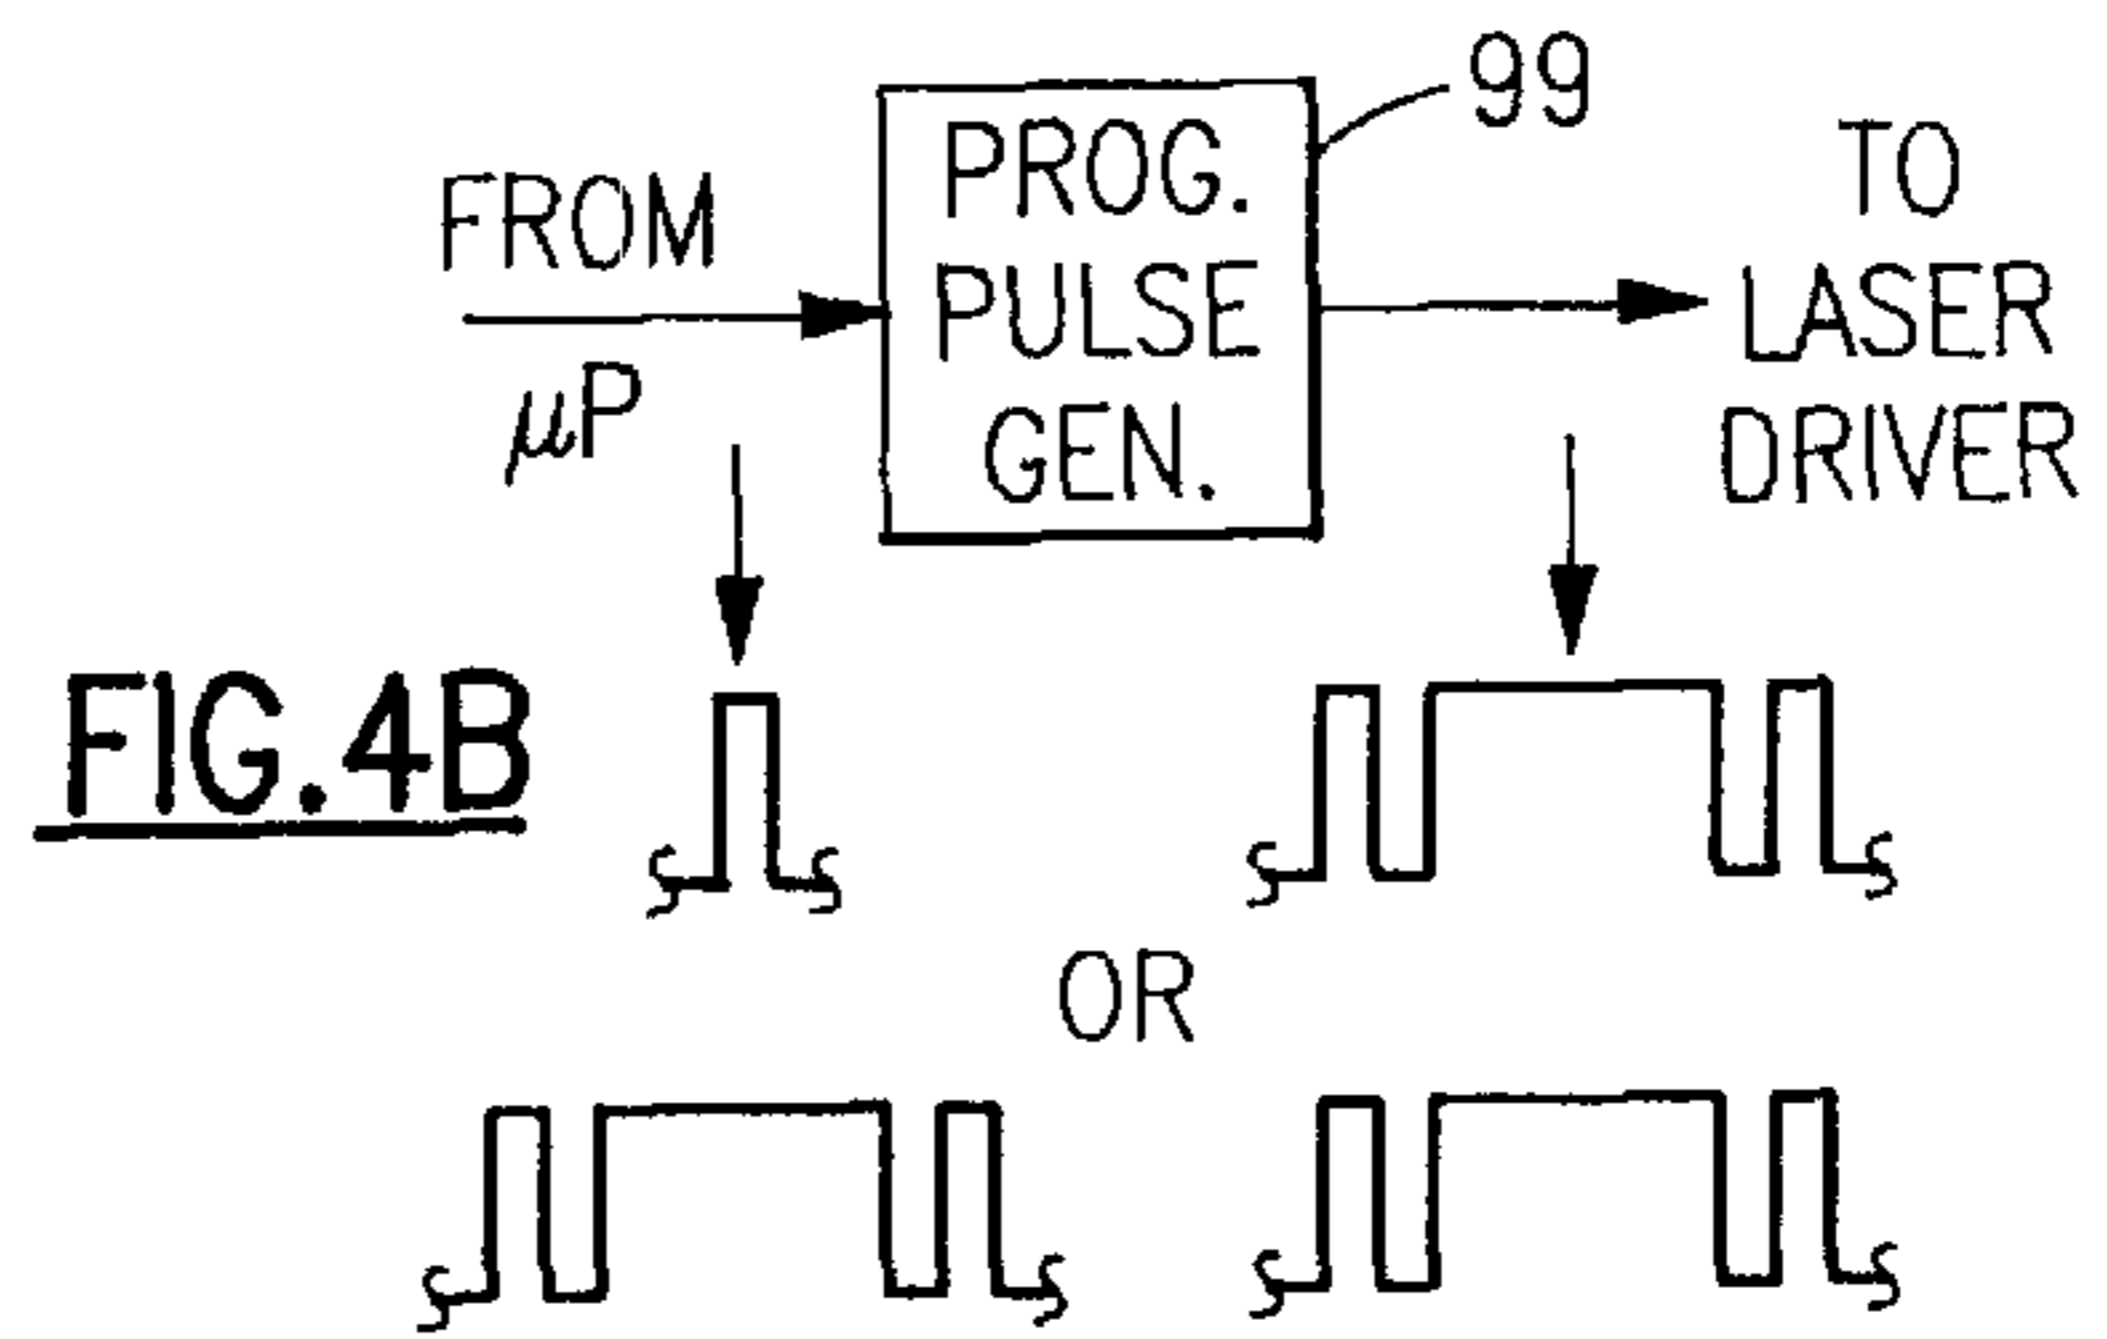 99
FROM
μP
PROG.
PULSE
GEN.
TO
LASER
DRIVER
FIG.4B
OR